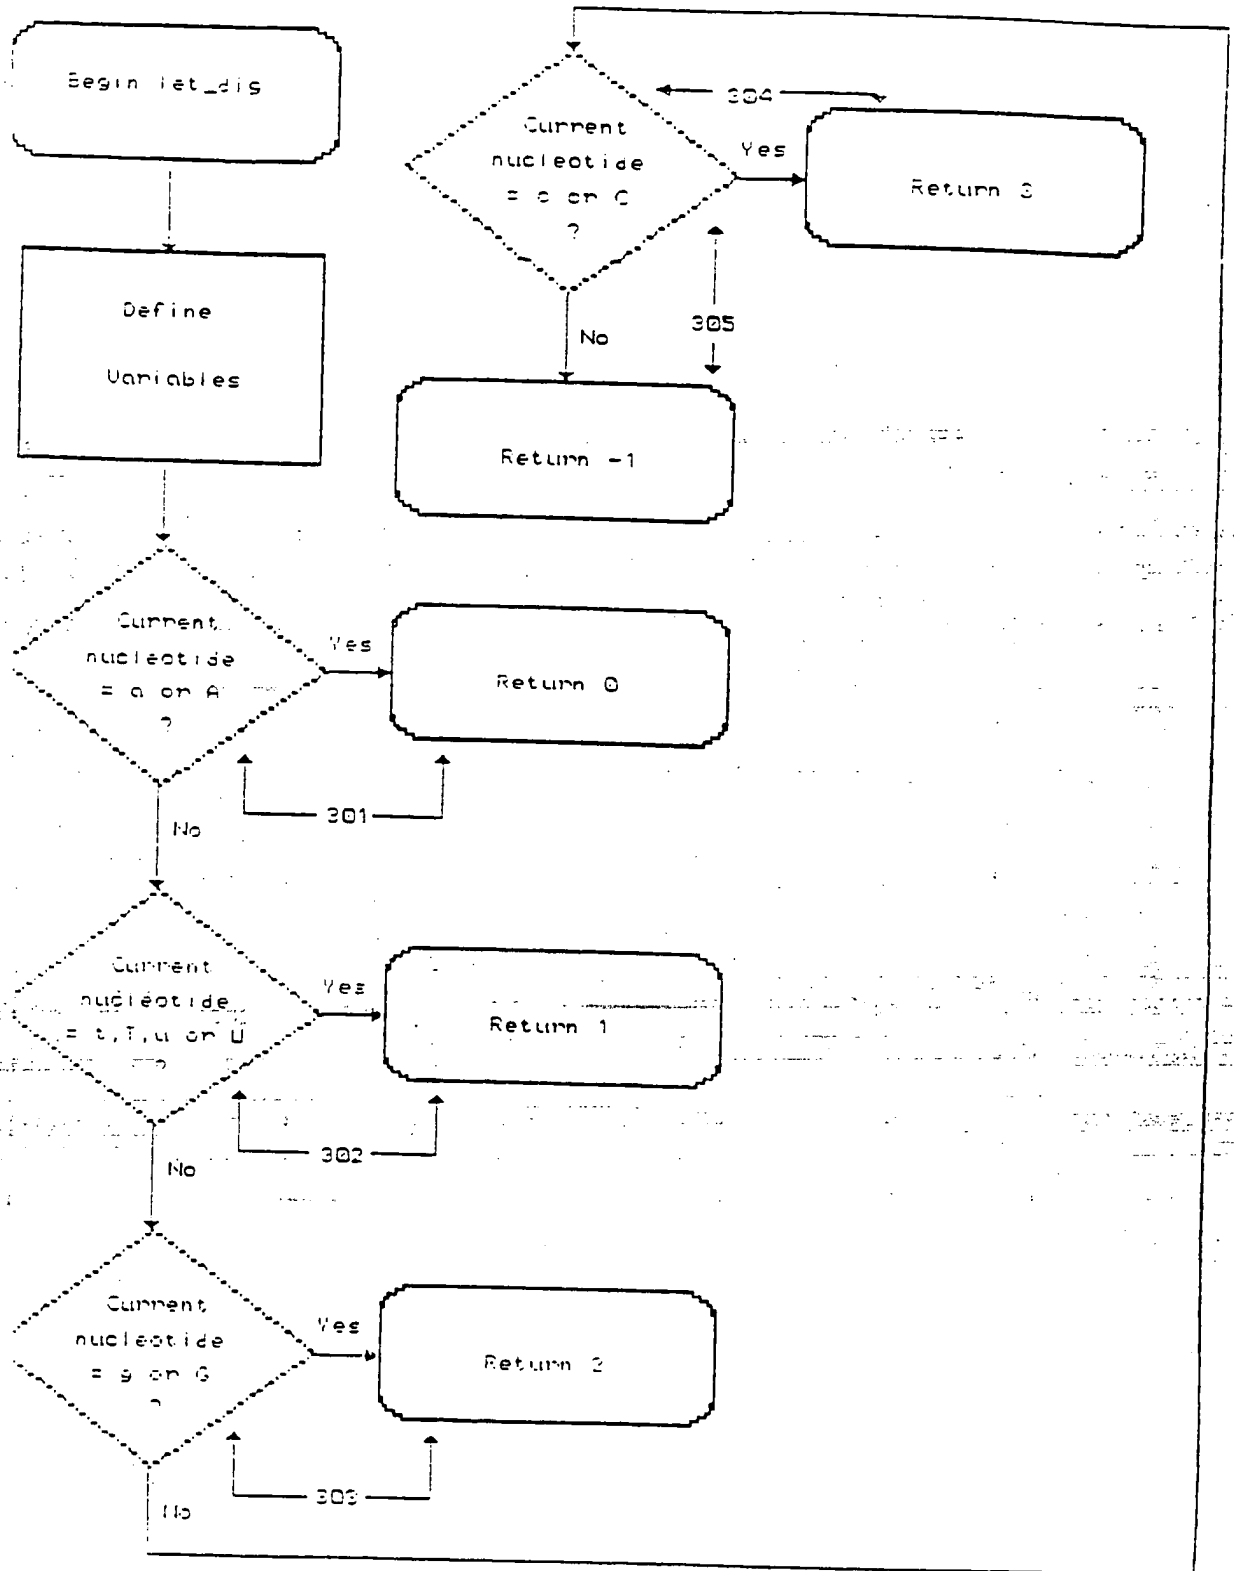 Begin let_dig
Define
Variables
Current
nucleotide
= a or A
?
Yes
Return 0
301
No
Current
nucleotide
= t,T,u or U
?
Yes
Return 1
302
No
Current
nucleotide
= g or G
?
Yes
Return 2
303
No
Current
nucleotide
= c or C
?
304
Yes
Return 3
305
No
Return -1